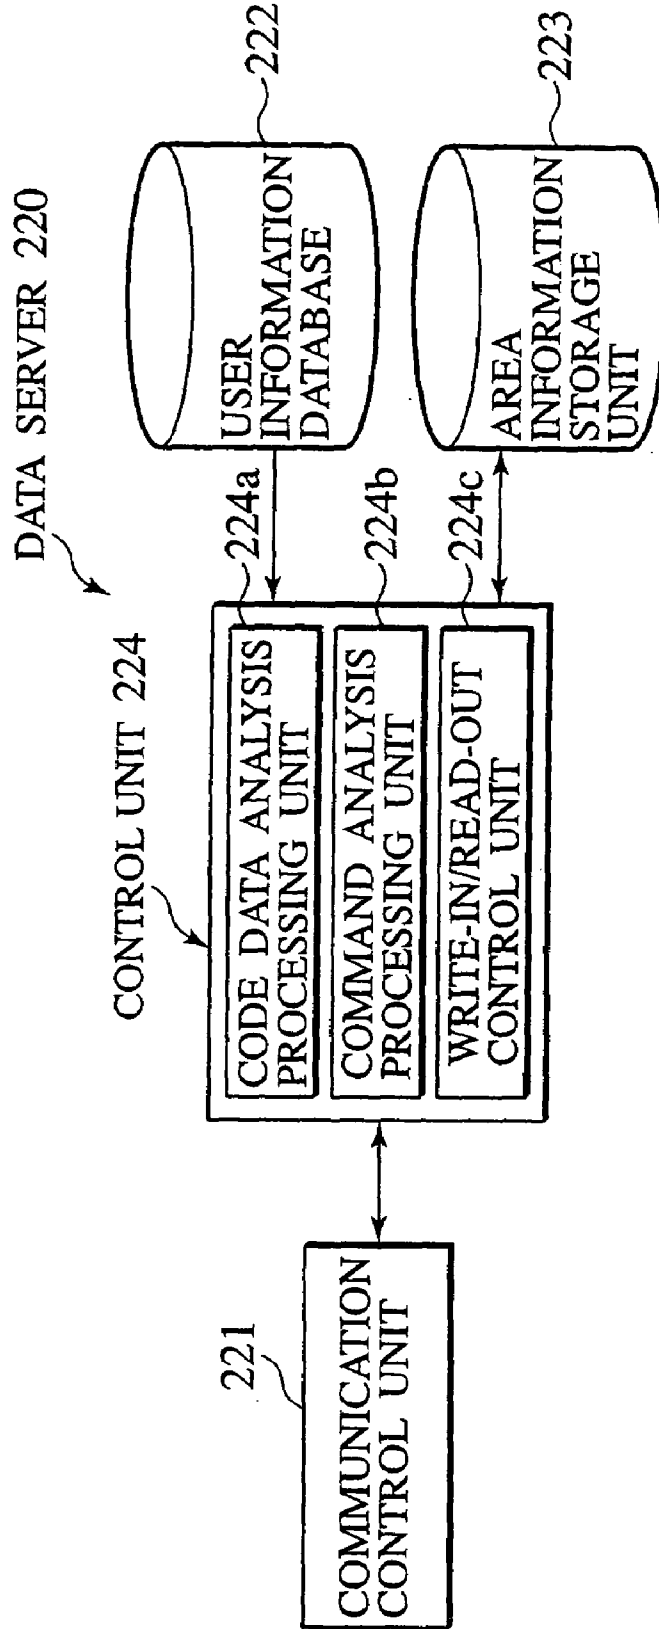 DATA SERVER 220
CONTROL UNIT 224
221
COMMUNICATION
CONTROL UNIT
CODE DATA ANALYSIS
PROCESSING UNIT
224a
COMMAND ANALYSIS
PROCESSING UNIT
224b
WRITE-IN/READ-OUT
CONTROL UNIT
224c
USER
INFORMATION
DATABASE
222
AREA
INFORMATION
STORAGE
UNIT
223